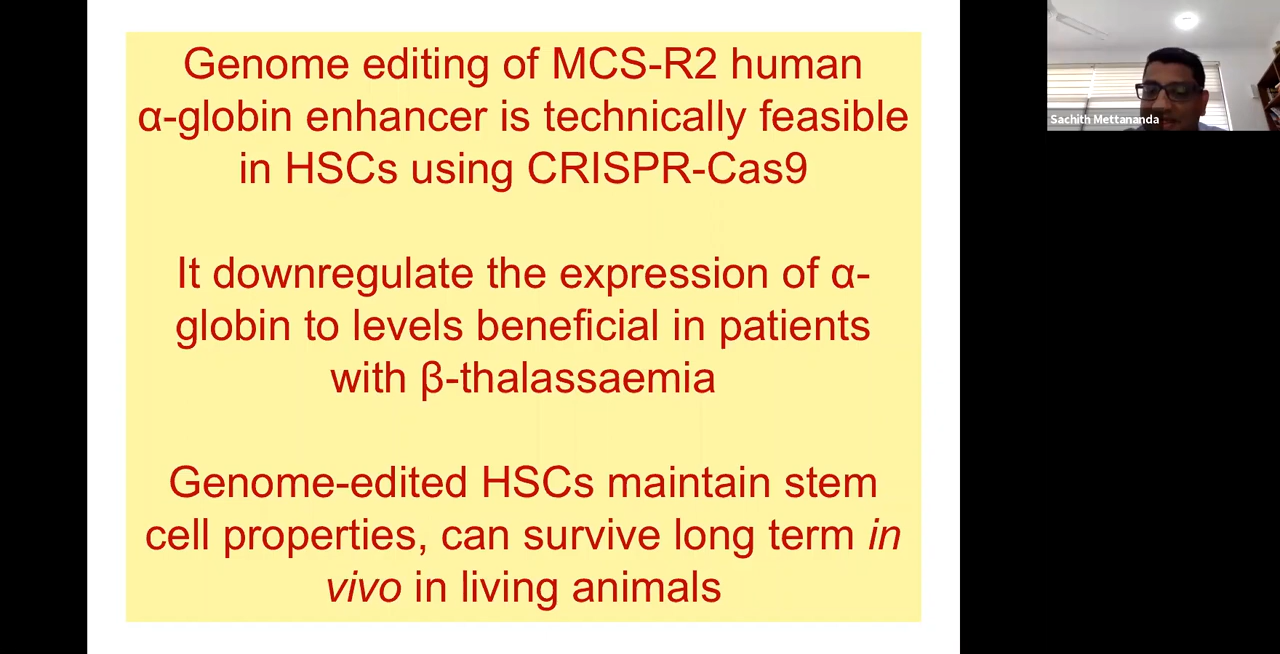 Genome editing of MCS-R2 human
α-globin enhancer is technically feasible
in HSCs using CRISPR-Cas9
It downregulate the expression of α-
globin to levels beneficial in patients
with β-thalassaemia
Genome-edited HSCs maintain stem
cell properties, can survive long term in
vivo in living animals
Sachith Mettananda